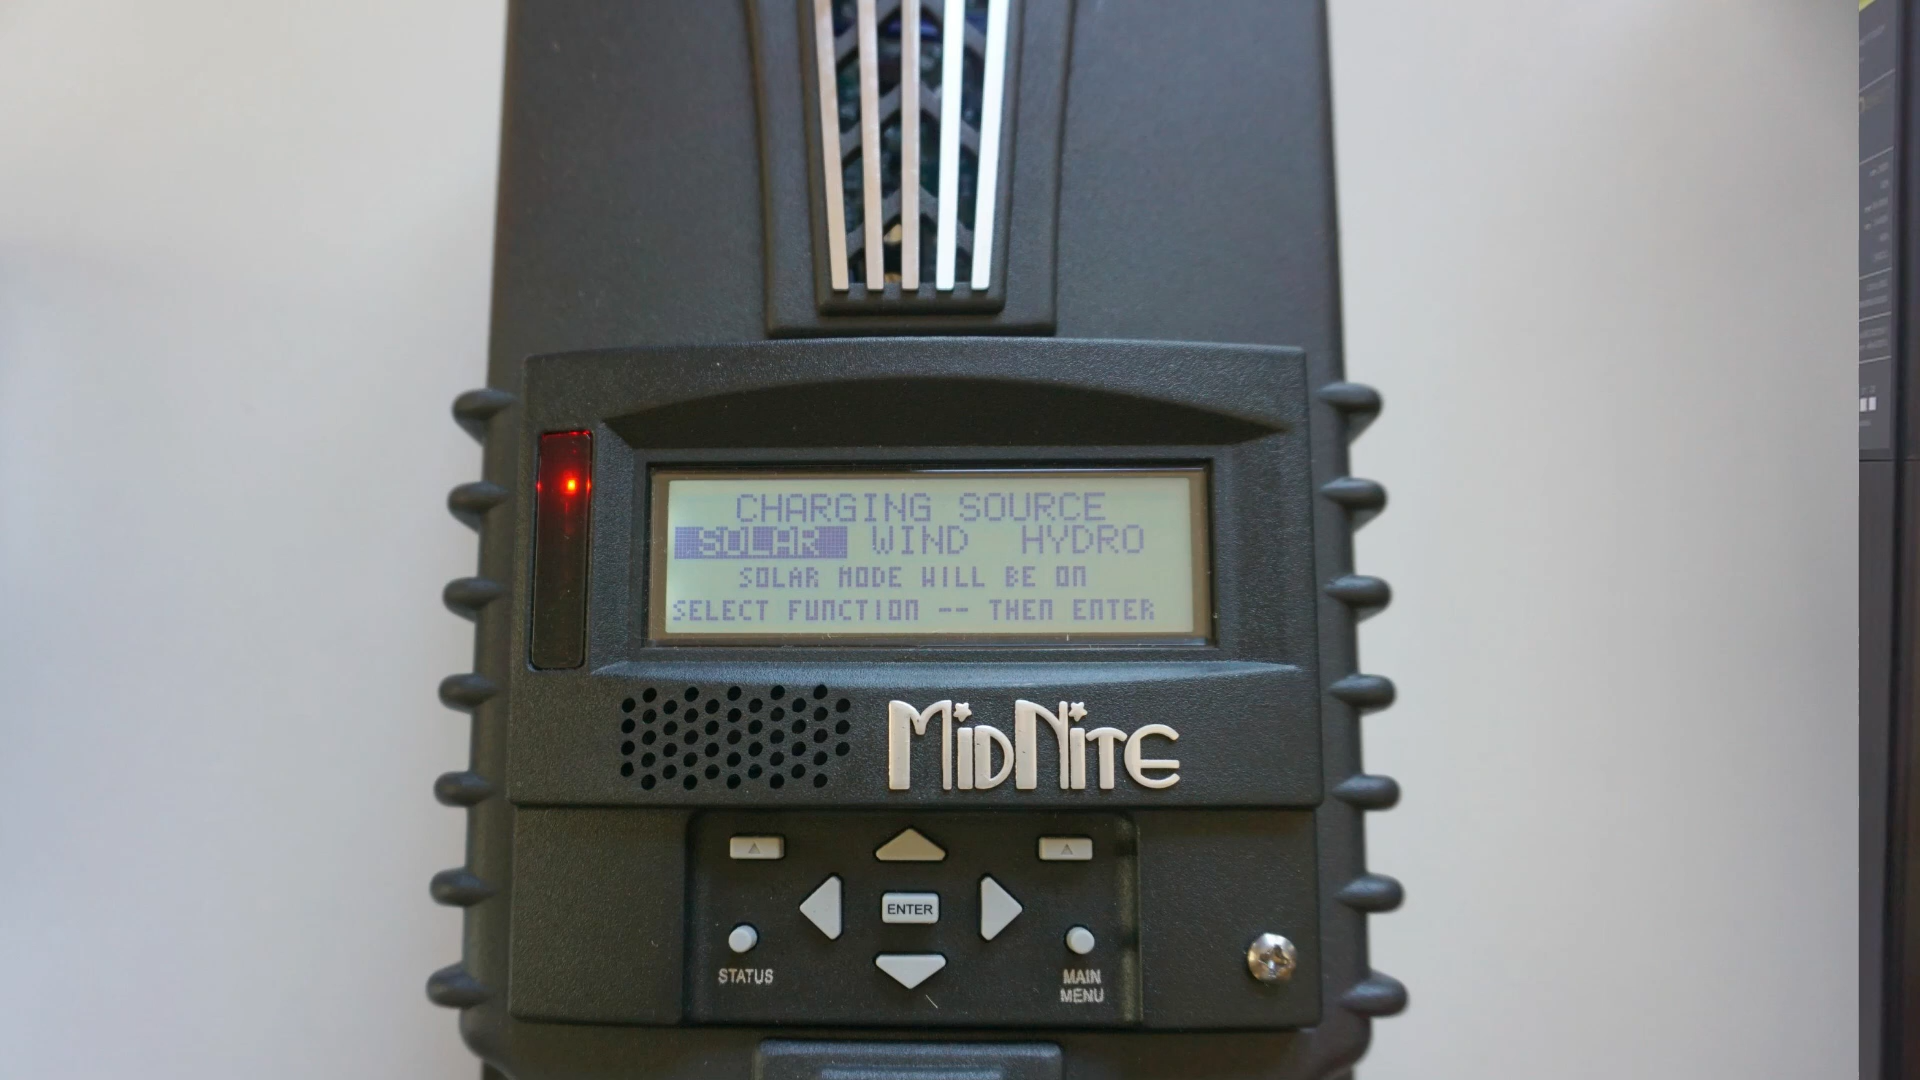 CHARGING SOURCE
SOLAR WIND HYDRO
SOLAR MODE WILL BE ON
SELECT FUNCTION -- THEN ENTER
MIDNITE
ENTER
STATUS
MAIN
MENU